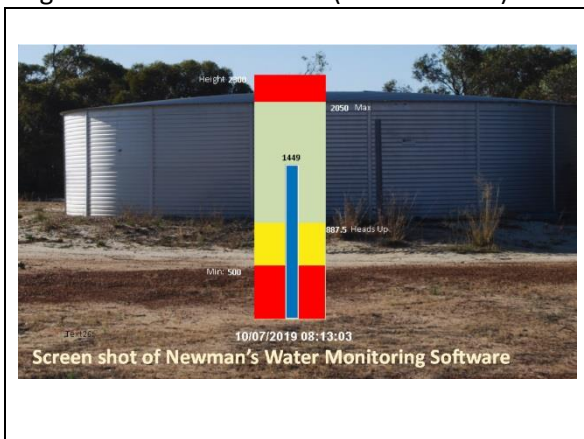 Height 2300
2050 Max
1449
887.5 Heads Up
Min: 500
10/07/2019 08:13:03
Screen shot of Newman's Water Monitoring Software